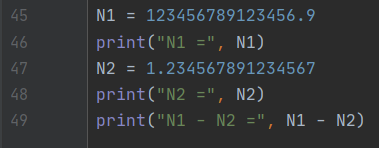 45 N1 = 123456789123456.9
46 print("N1 =", N1)
47 N2 = 1.234567891234567
48 print("N2 =", N2)
49 print("N1 - N2 =", N1 - N2)